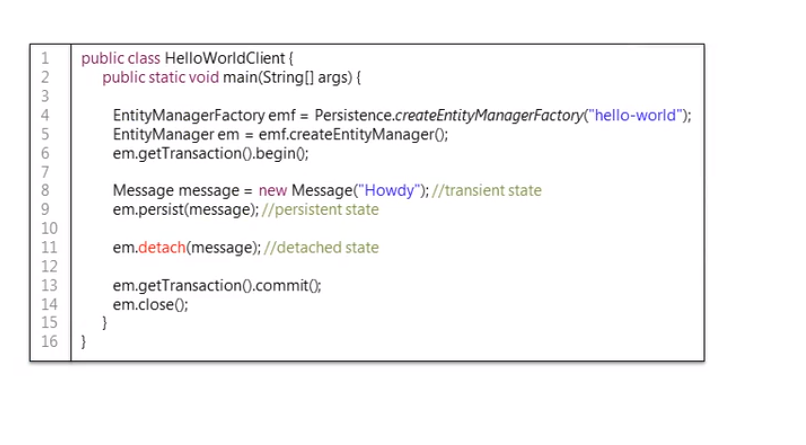 1 public class HelloWorldClient {
2 public static void main(String[] args) {
3
4 EntityManagerFactory emf = Persistence.createEntityManagerFactory("hello-world");
5 EntityManager em = emf.createEntityManager();
6 em.getTransaction().begin();
7
8 Message message = new Message("Howdy"); //transient state
9 em.persist(message); //persistent state
10
11 em.detach(message); //detached state
12
13 em.getTransaction().commit();
14 em.close();
15 }
16 }